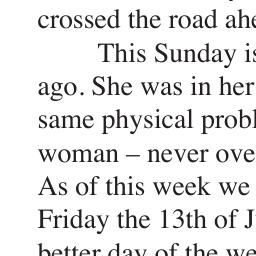 crossed the road ahe
This Sunday is
ago. She was in her
same physical probl
woman – never ove
As of this week we
Friday the 13th of J
better day of the we